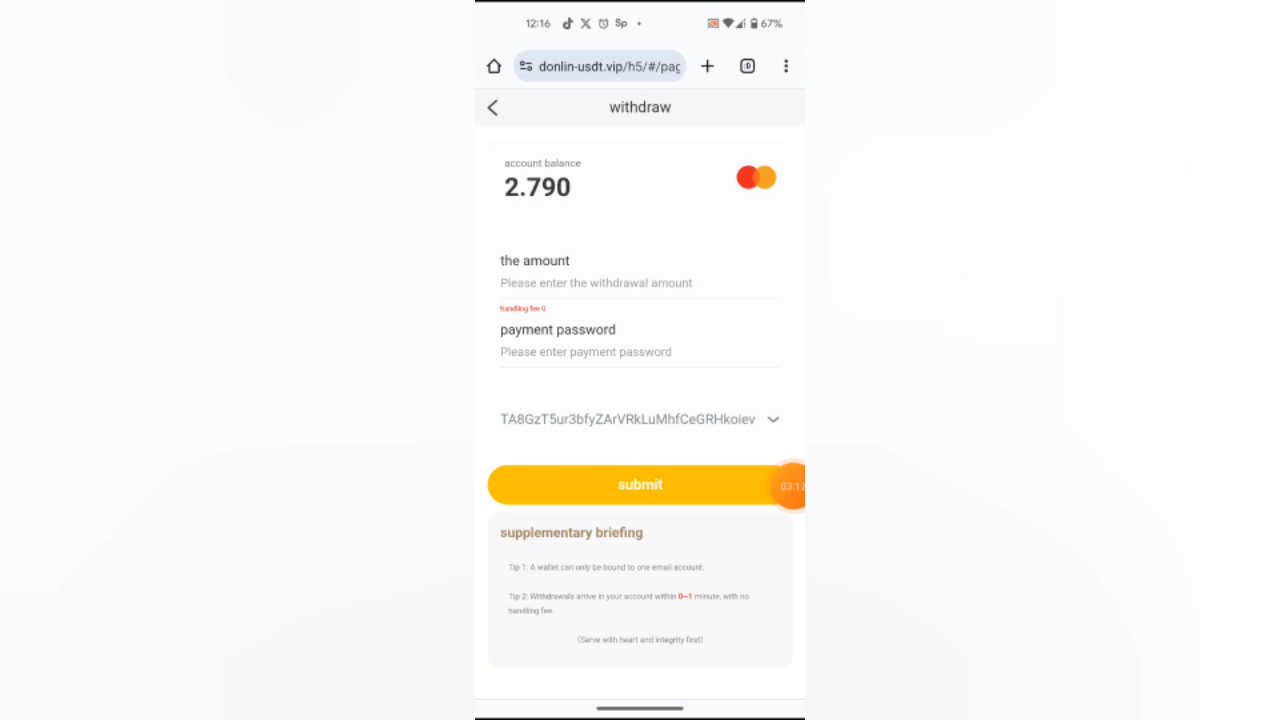 12:16 Sp 67%
donlin-usdt.vip/h5/#/pag :D
withdraw
account balance
2.790
the amount
Please enter the withdrawal amount
handling fee 0
payment password
Please enter payment password
TA8GzT5ur3bfyZArVRkLuMhfCeGRHkoiev
submit
03:12
supplementary briefing
Tip 1: A wallet can only be bound to one email account.
Tip 2: Withdrawals arrive in your account within 0~1 minute, with no
handling fee.
(Serve with heart and integrity first)